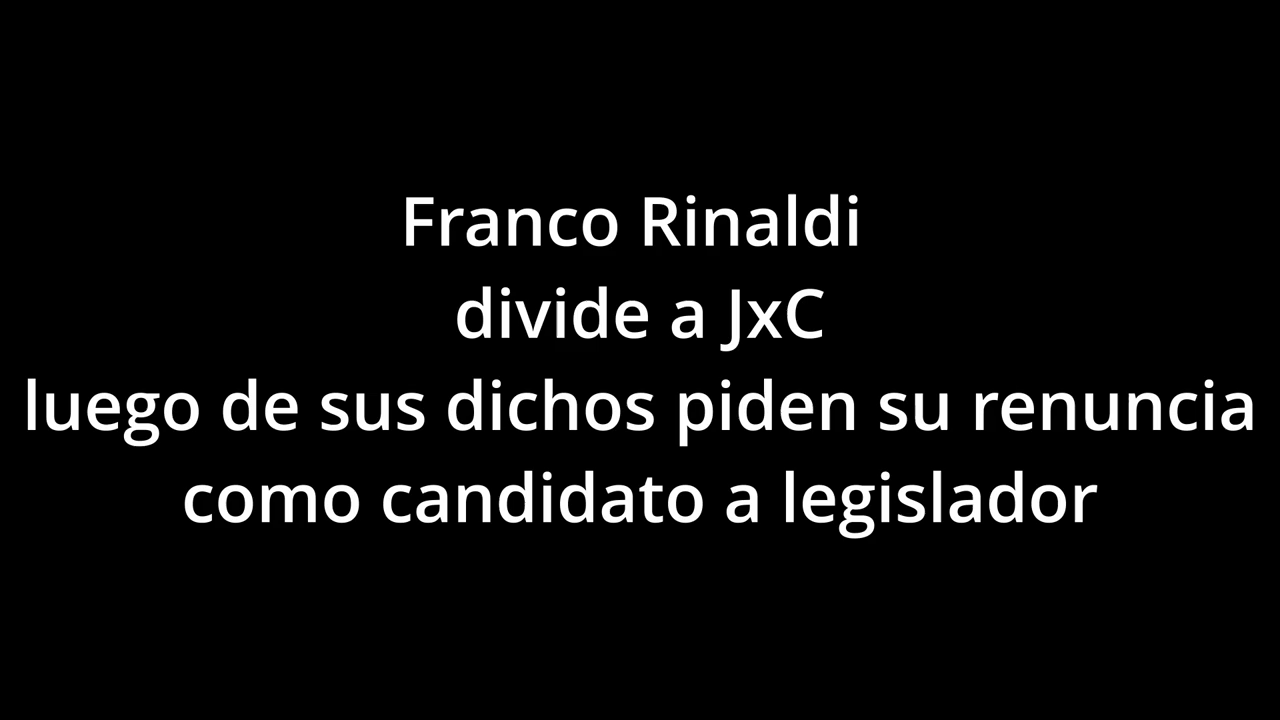 Franco Rinaldi
divide a JxC
luego de sus dichos piden su renuncia
como candidato a legislador